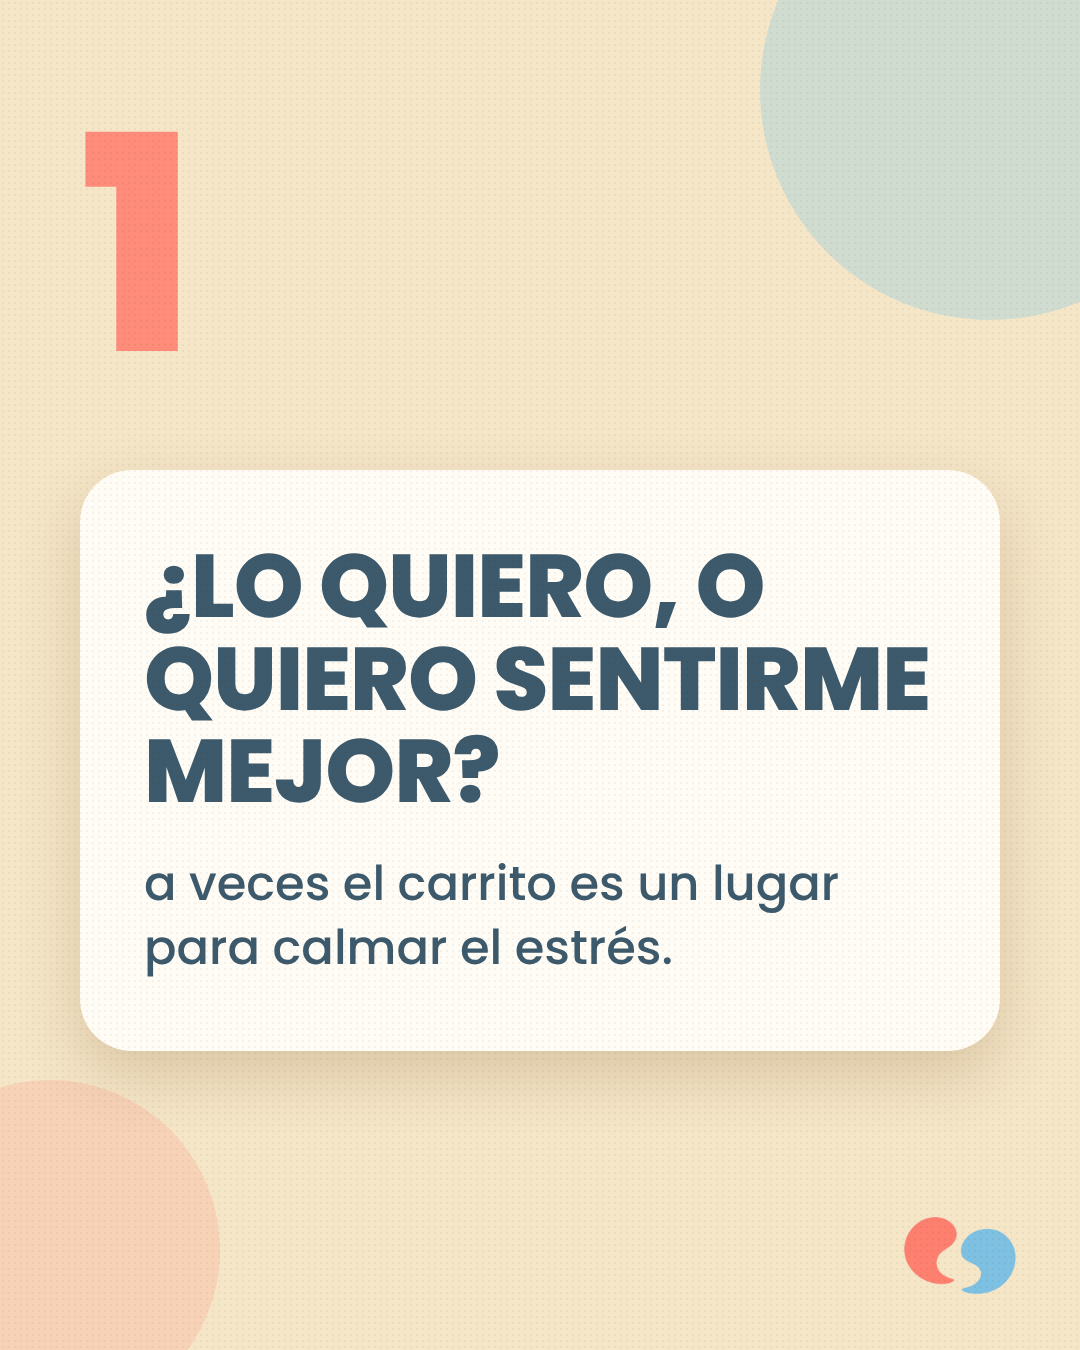 1
¿LO QUIERO, O
QUIERO SENTIRME
MEJOR?
a veces el carrito es un lugar
para calmar el estrés.